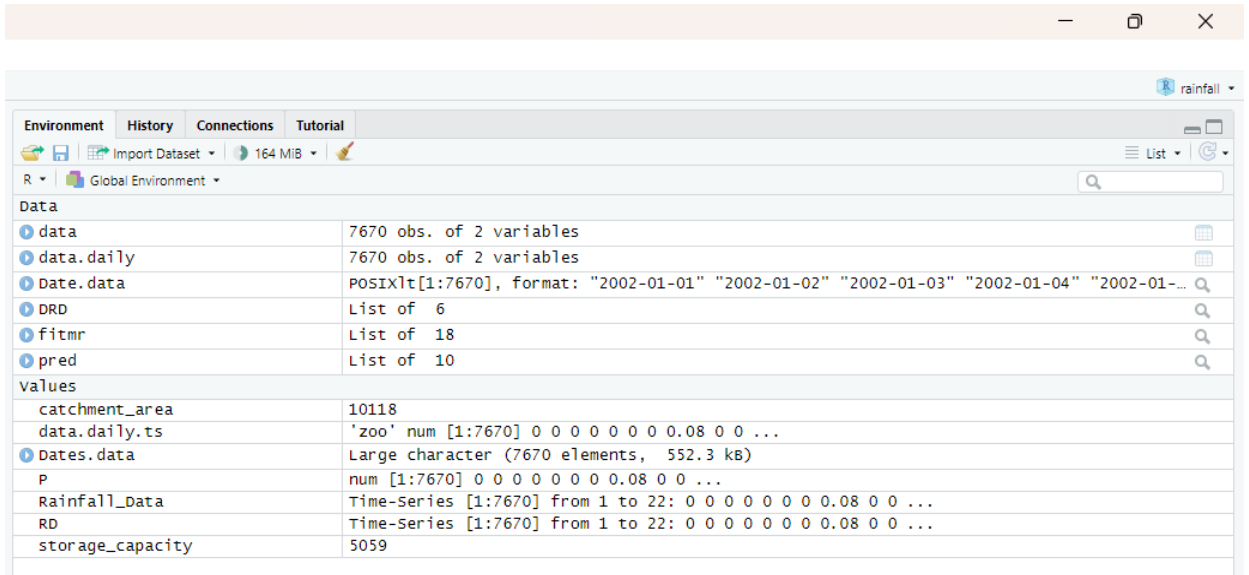 rainfall
Environment History Connections Tutorial
Import Dataset 164 MiB List
R Global Environment
Data
data 7670 obs. of 2 variables
data.daily 7670 obs. of 2 variables
Date.data POSIXlt[1:7670], format: "2002-01-01" "2002-01-02" "2002-01-03" "2002-01-04" "2002-01-…
DRD List of 6
fitmr List of 18
pred List of 10
Values
catchment_area 10118
data.daily.ts 'zoo' num [1:7670] 0 0 0 0 0 0 0 0.08 0 0 ...
Dates.data Large character (7670 elements, 552.3 kB)
P num [1:7670] 0 0 0 0 0 0 0 0.08 0 0 ...
Rainfall_Data Time-Series [1:7670] from 1 to 22: 0 0 0 0 0 0 0 0.08 0 0 ...
RD Time-Series [1:7670] from 1 to 22: 0 0 0 0 0 0 0 0.08 0 0 ...
storage_capacity 5059